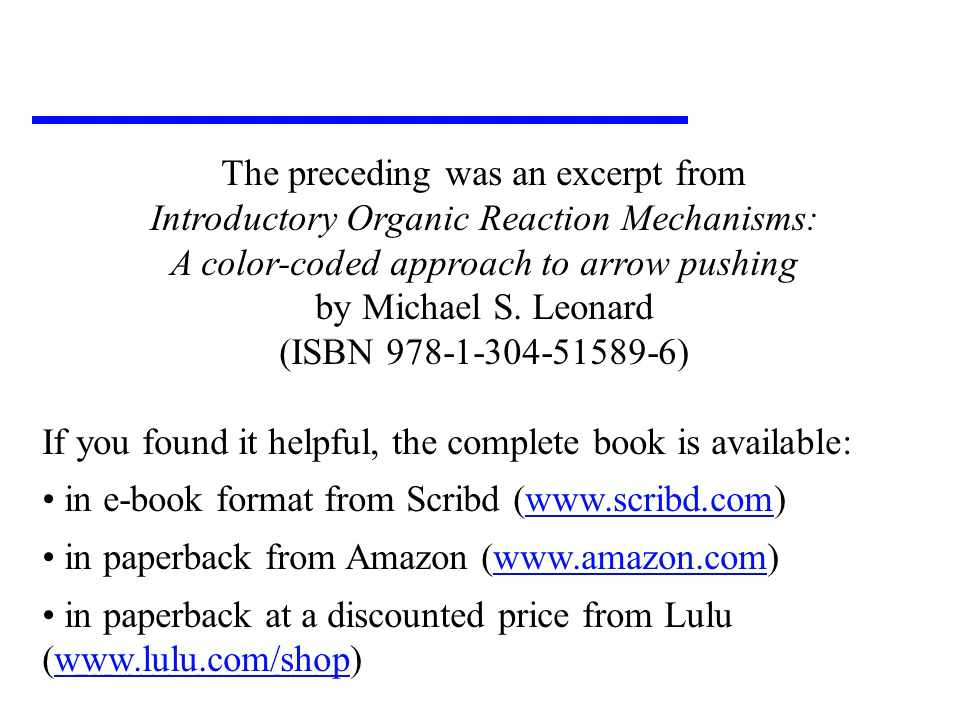 The preceding was an excerpt from
Introductory Organic Reaction Mechanisms:
A color-coded approach to arrow pushing
by Michael S. Leonard
(ISBN 978-1-304-51589-6)
If you found it helpful, the complete book is available:
• in e-book format from Scribd (www.scribd.com)
• in paperback from Amazon (www.amazon.com)
• in paperback at a discounted price from Lulu
(www.lulu.com/shop)